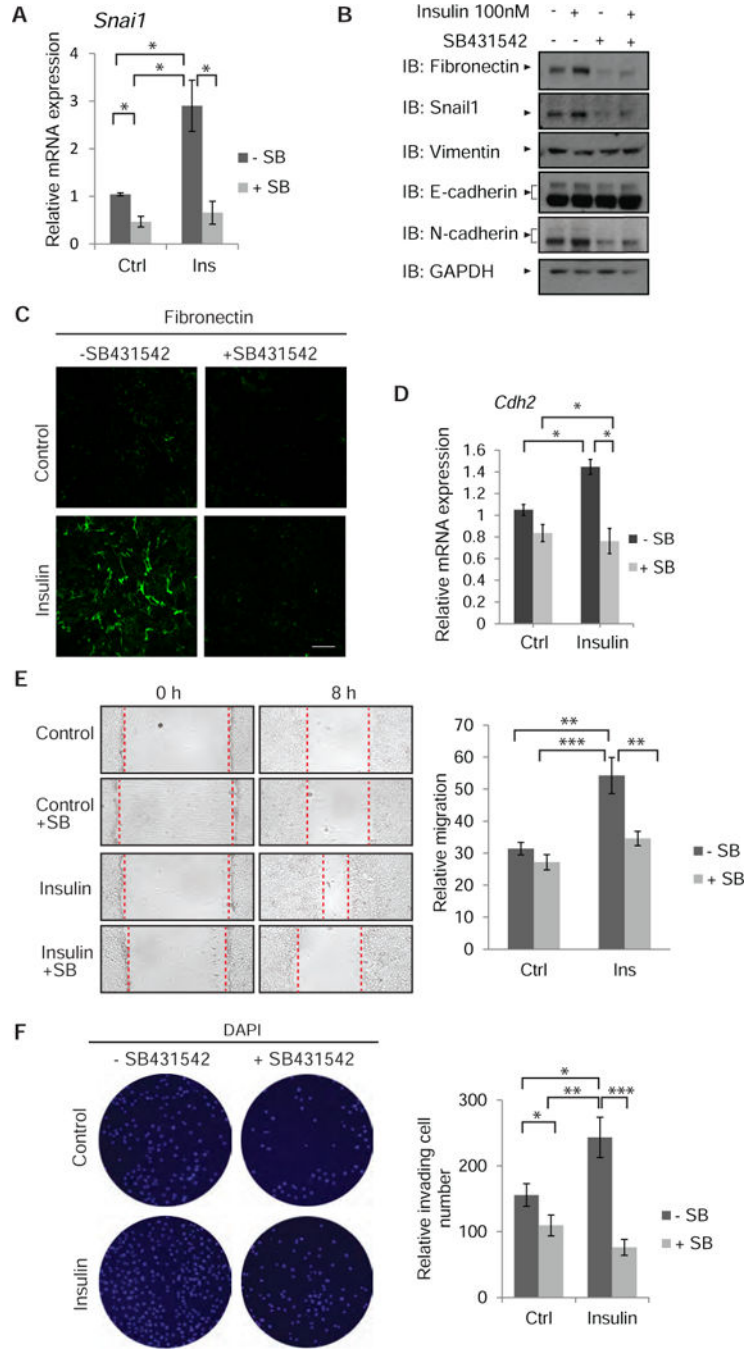 A
Snai1
Relative mRNA expression
4
3
2
1
0
*
*
*
*
Ctrl
Ins
- SB
+ SB
B
Insulin 100nM - + - +
SB431542 - - + +
IB: Fibronectin
IB: Snail1
IB: Vimentin
IB: E-cadherin
IB: N-cadherin
IB: GAPDH
C
Fibronectin
-SB431542 +SB431542
Control
Insulin
D
Cdh2
Relative mRNA expression
1.6
1.4
1.2
1
0.8
0.6
0.4
0.2
0
*
*
*
Ctrl Insulin
- SB
+ SB
E
0 h 8 h
Control
Control
+SB
Insulin
Insulin
+SB
Relative migration
70
60
50
40
30
20
10
0
**
*** **
Ctrl Ins
- SB
+ SB
F
DAPI
- SB431542 + SB431542
Control
Insulin
Relative invading cell
number
300
200
100
0
*
** ***
*
Ctrl Insulin
- SB
+ SB